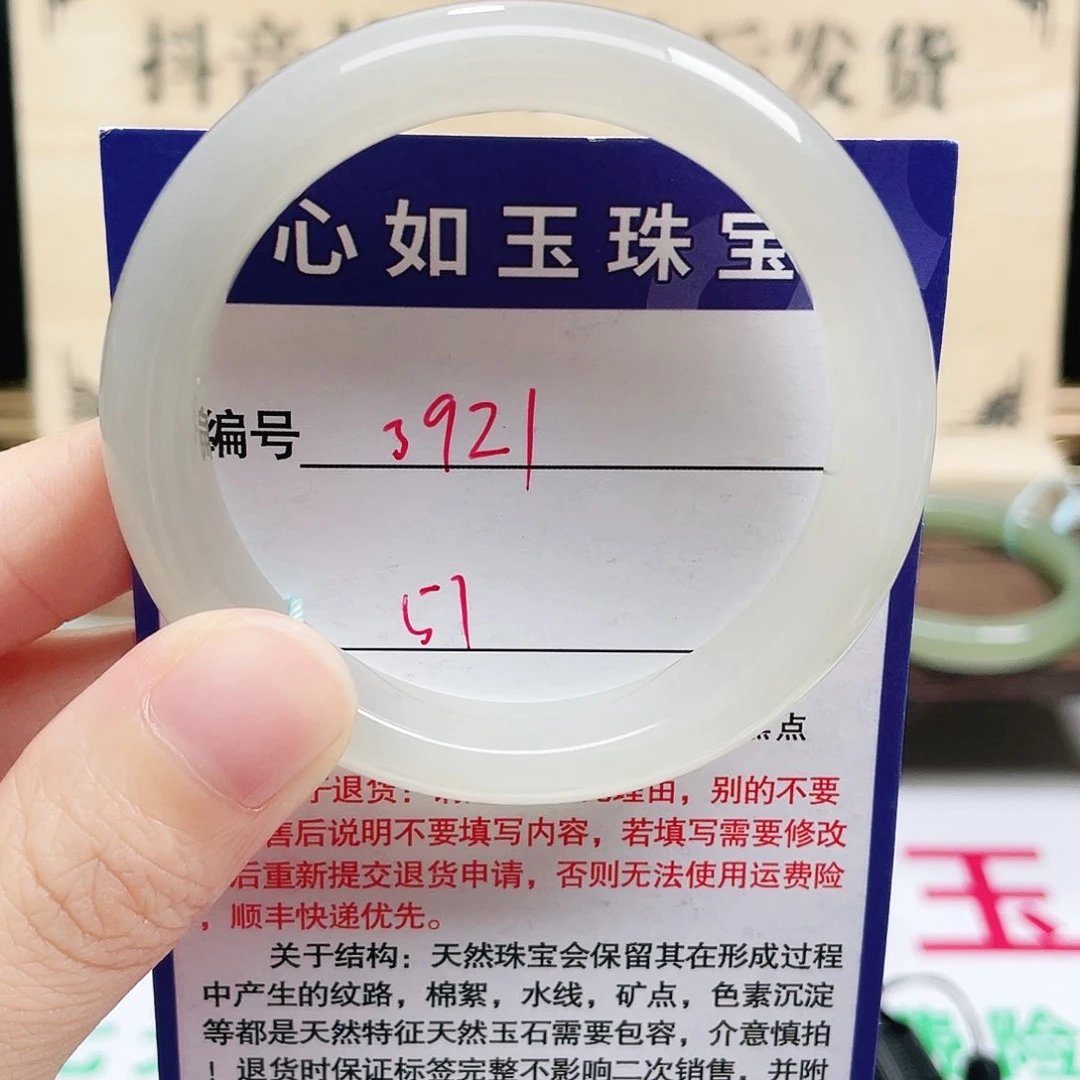 抖音
后发货
心如玉珠宝
编号 3921
51
点
退货：
理由，别的不要
售后说明不要填写内容，若填写需要修改
后重新提交退货申请，否则无法使用运费险
，顺丰快递优先。
关于结构：天然珠宝会保留其在形成过程
中产生的纹路，棉絮，水线，矿点，色素沉淀
等都是天然特征天然玉石需要包容，介意慎拍
！退货时保证标签完整不影响二次销售，并附
玉
费险